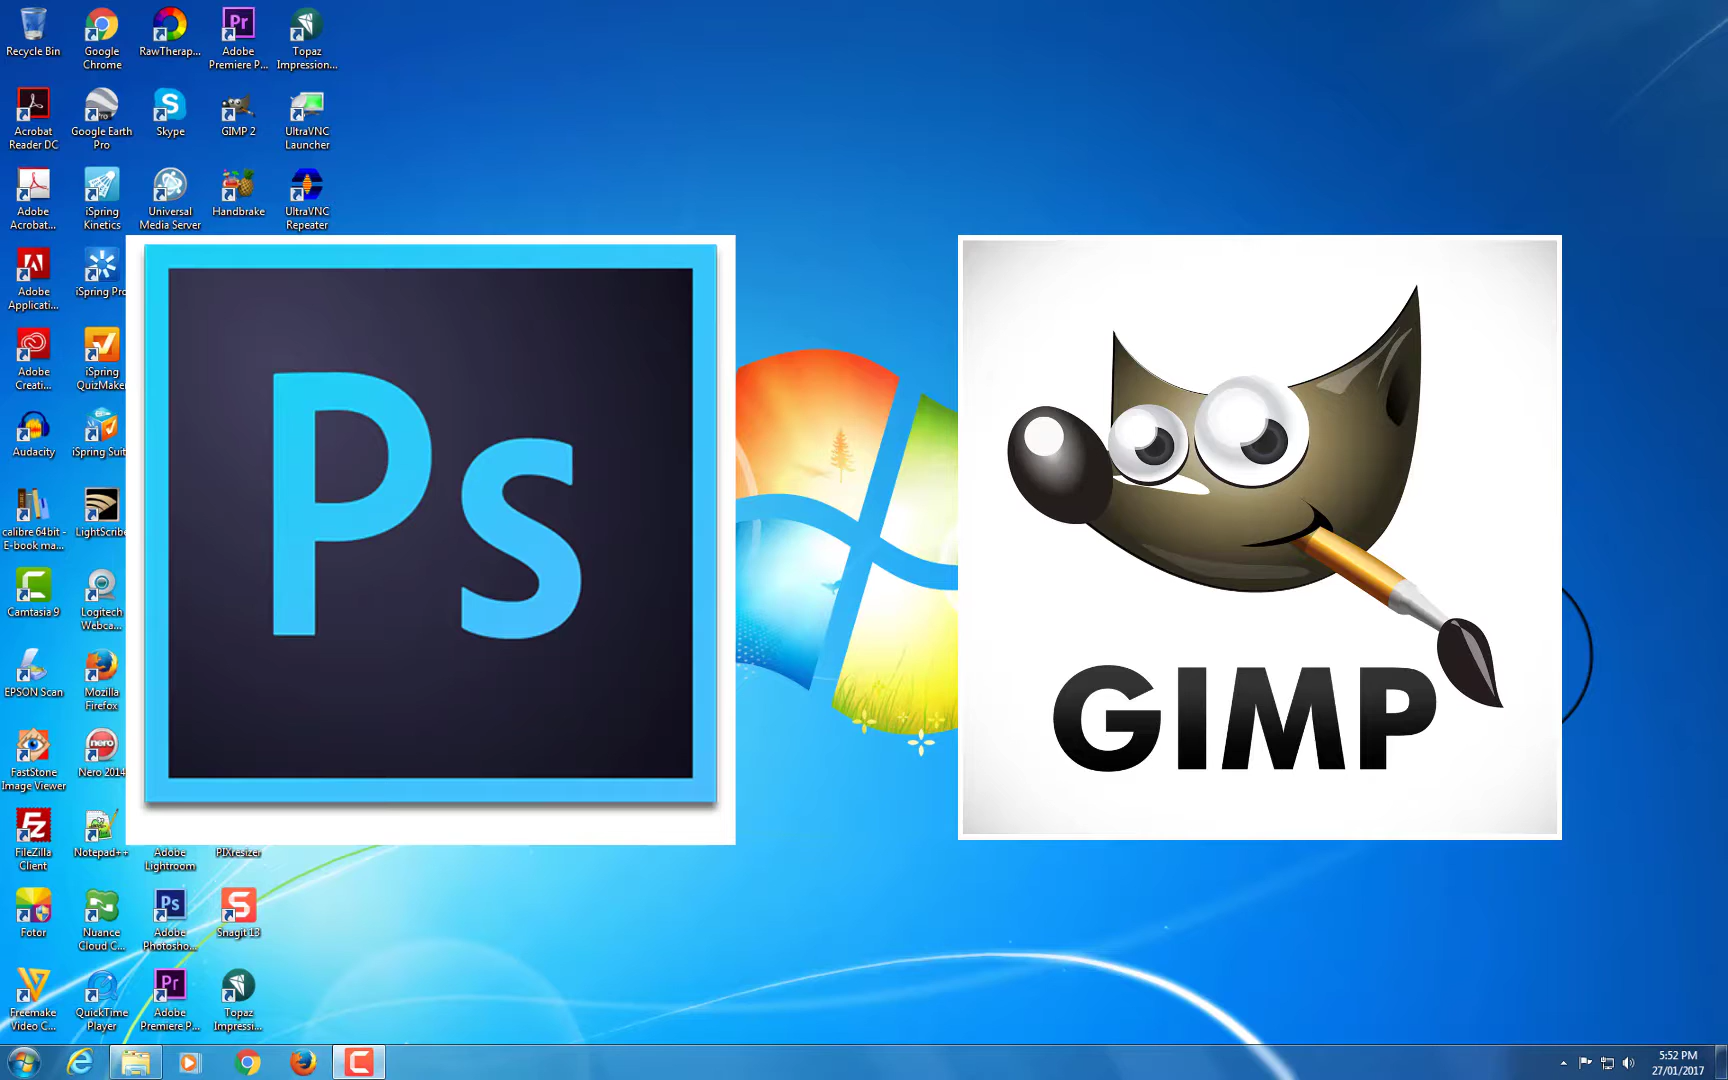 Recycle Bin
Google
Chrome
RawTherap...
Adobe
Premiere P...
Topaz
Impression...
Acrobat
Reader DC
Google Earth
Pro
Skype
GIMP 2
UltraVNC
Launcher
Adobe
Acrobat...
iSpring
Kinetics
Universal
Media Server
Handbrake
UltraVNC
Repeater
Adobe
Applicati...
iSpring Pro
Adobe
Creati...
iSpring
QuizMaker
Audacity
iSpring Suit
calibre 64bit -
E-book ma...
LightScribe
Camtasia 9
Logitech
Webca...
EPSON Scan
Mozilla
Firefox
FastStone
Image Viewer
nero
Nero 2014
FileZilla
Client
Notepad++
Adobe
Lightroom
PIXresizer
Fotor
Nuance
Cloud C...
Ps
Adobe
Photosho...
Snagit 13
Freemake
Video C...
QuickTime
Player
Pr
Adobe
Premiere P...
Topaz
Impressi...
Ps
GIMP
5:52 PM
27/01/2017